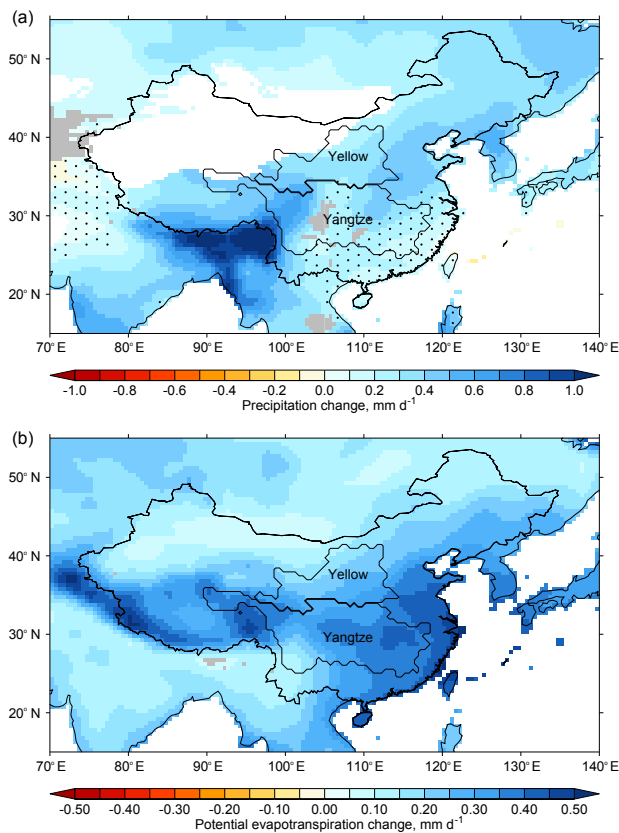 (a)
50° N
40° N
30° N
20° N
Yellow
Yangtze
70° E 80° E 90° E 100° E 110° E 120° E 130° E 140° E
-1.0 -0.8 -0.6 -0.4 -0.2 0.0 0.2 0.4 0.6 0.8 1.0
Precipitation change, mm d⁻¹
(b)
50° N
40° N
30° N
20° N
Yellow
Yangtze
70° E 80° E 90° E 100° E 110° E 120° E 130° E 140° E
-0.50 -0.40 -0.30 -0.20 -0.10 0.00 0.10 0.20 0.30 0.40 0.50
Potential evapotranspiration change, mm d⁻¹